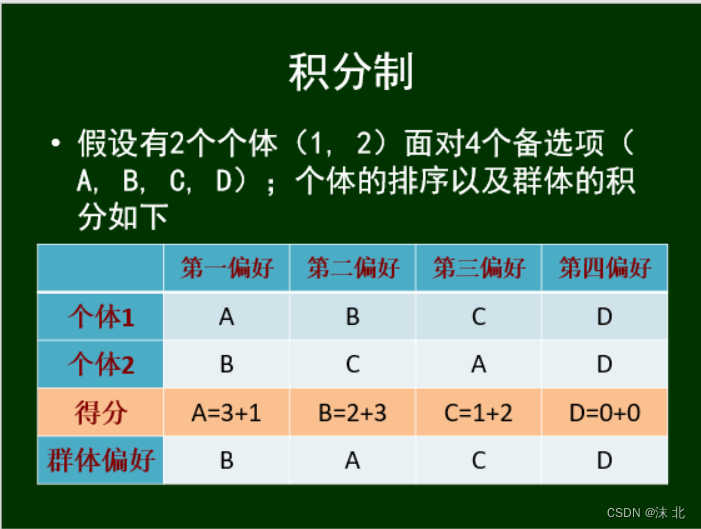 积分制
• 假设有2个个体（1, 2）面对4个备选项（
A, B, C, D）；个体的排序以及群体的积
分如下
第一偏好 第二偏好 第三偏好 第四偏好
个体1 A B C D
个体2 B C A D
得分 A=3+1 B=2+3 C=1+2 D=0+0
群体偏好 B A C D
CSDN @沫 北